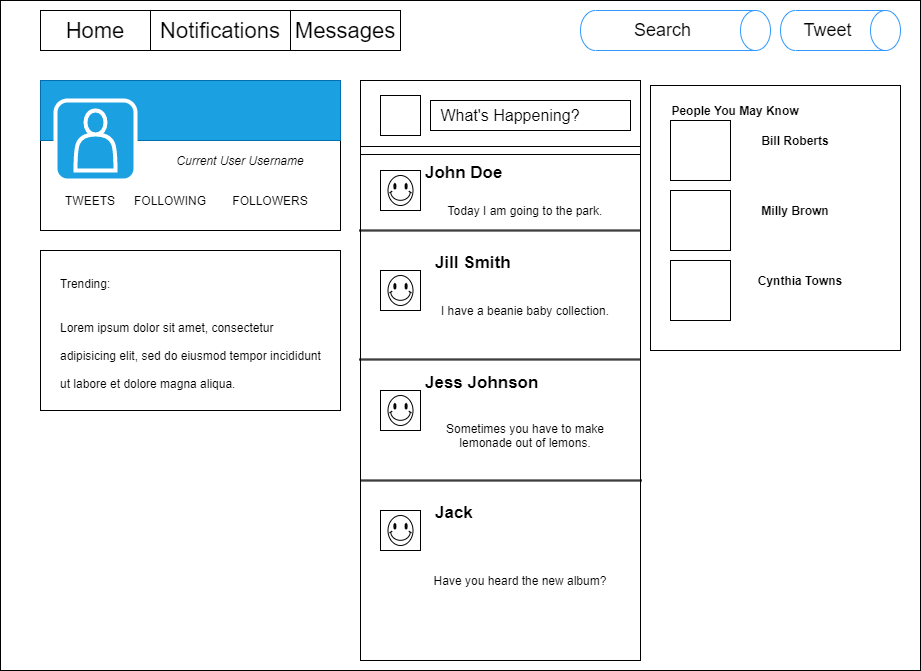 Home
Notifications
Messages
Search
Tweet
Current User Username
TWEETS
FOLLOWING
FOLLOWERS
Trending:
Lorem ipsum dolor sit amet, consectetur
adipisicing elit, sed do eiusmod tempor incididunt
ut labore et dolore magna aliqua.
What's Happening?
John Doe
Today I am going to the park.
Jill Smith
I have a beanie baby collection.
Jess Johnson
Sometimes you have to make
lemonade out of lemons.
Jack
Have you heard the new album?
People You May Know
Bill Roberts
Milly Brown
Cynthia Towns